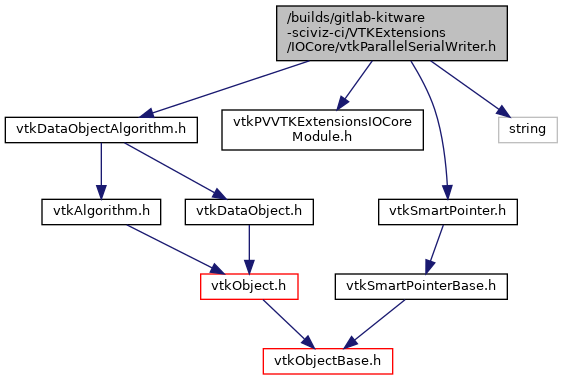 /builds/gitlab-kitware
-sciviz-ci/VTKExtensions
/IOCore/vtkParallelSerialWriter.h
vtkDataObjectAlgorithm.h
vtkPVVTKExtensionsIOCore
Module.h
string
vtkAlgorithm.h
vtkDataObject.h
vtkSmartPointer.h
vtkObject.h
vtkSmartPointerBase.h
vtkObjectBase.h